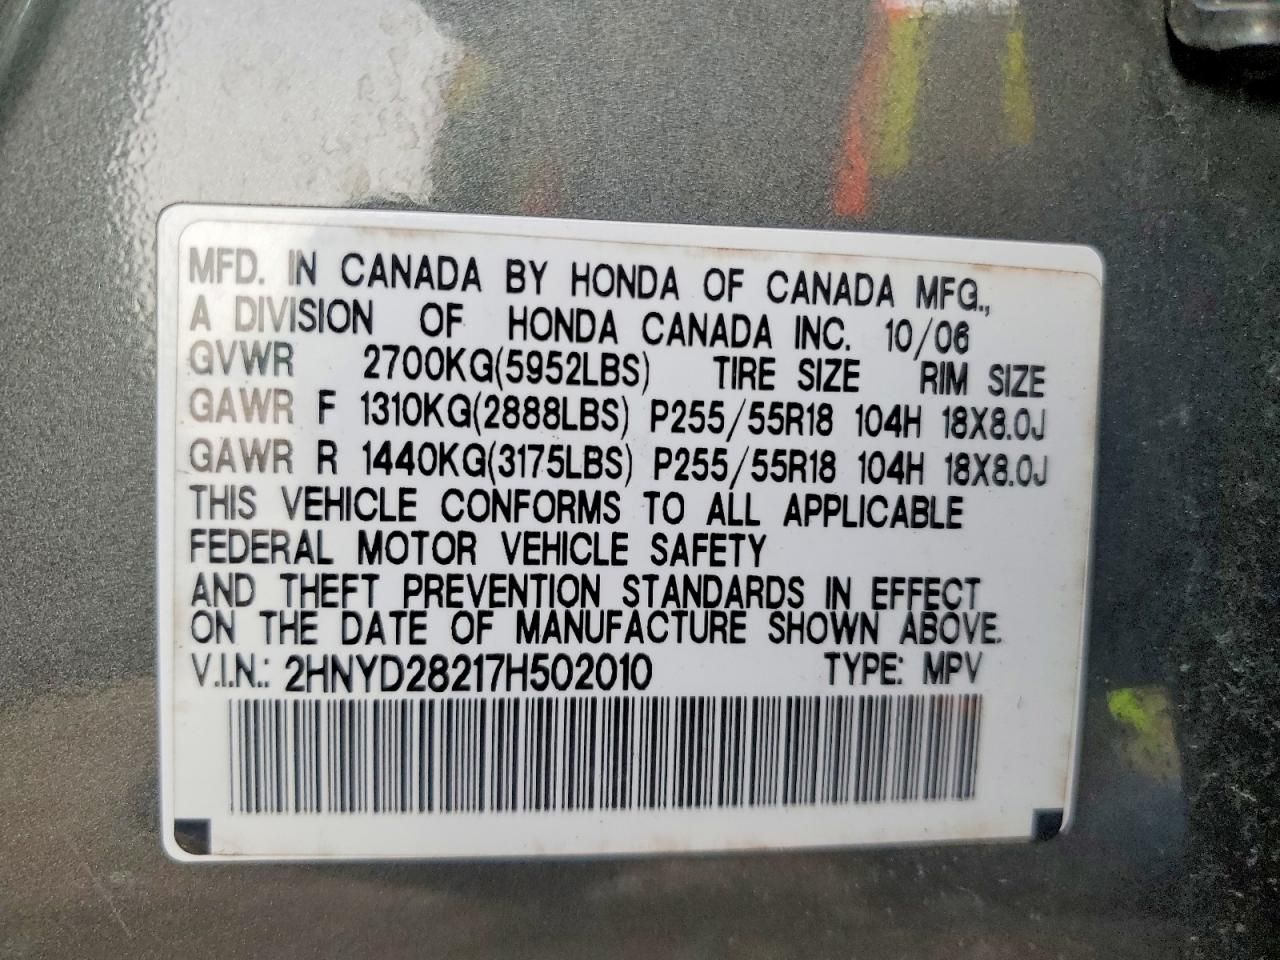 MFD. IN CANADA BY HONDA OF CANADA MFG.,
A DIVISION OF HONDA CANADA INC. 10/06
GVWR 2700KG(5952LBS) TIRE SIZE RIM SIZE
GAWR F 1310KG(2888LBS) P255/55R18 104H 18X8.0J
GAWR R 1440KG(3175LBS) P255/55R18 104H 18X8.0J
THIS VEHICLE CONFORMS TO ALL APPLICABLE
FEDERAL MOTOR VEHICLE SAFETY
AND THEFT PREVENTION STANDARDS IN EFFECT
ON THE DATE OF MANUFACTURE SHOWN ABOVE.
V.I.N.: 2HNYD28217H502010 TYPE: MPV